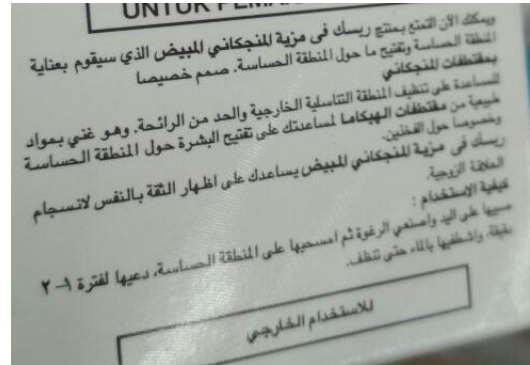 UNTUK PEMA
ويمكنك الآن التمتع بمنتج ريسك فى مزية المنجكاني المبيض الذي سيقوم بعناية
المنطقة الحساسة وتفتيح ما حول المنطقة الحساسة. صمم خصيصا
بمقتطفات المنجكاني
للمساعدة على تنظيف المنطقة التناسلية الخارجية والحد من الرائحة. وهو غني بمواد
طبيعية من مقتطفات الهيكاما لمساعدتك على تفتيح البشرة حول المنطقة الحساسة
وخصوصا حول الفخذين.
ريسك فى مزية المنجكاني المبيض يساعدك على اظهار الثقة بالنفس لانسجام
العلاقة الزوجية.
كيفية الاستخدام :
صبيها على اليد واصنعي الرغوة ثم امسحيها على المنطقة الحساسة، دعيها لفترة ١- ٢
دقيقة، واشطفيها بالماء حتى تنظف.
للاستخدام الخارجي